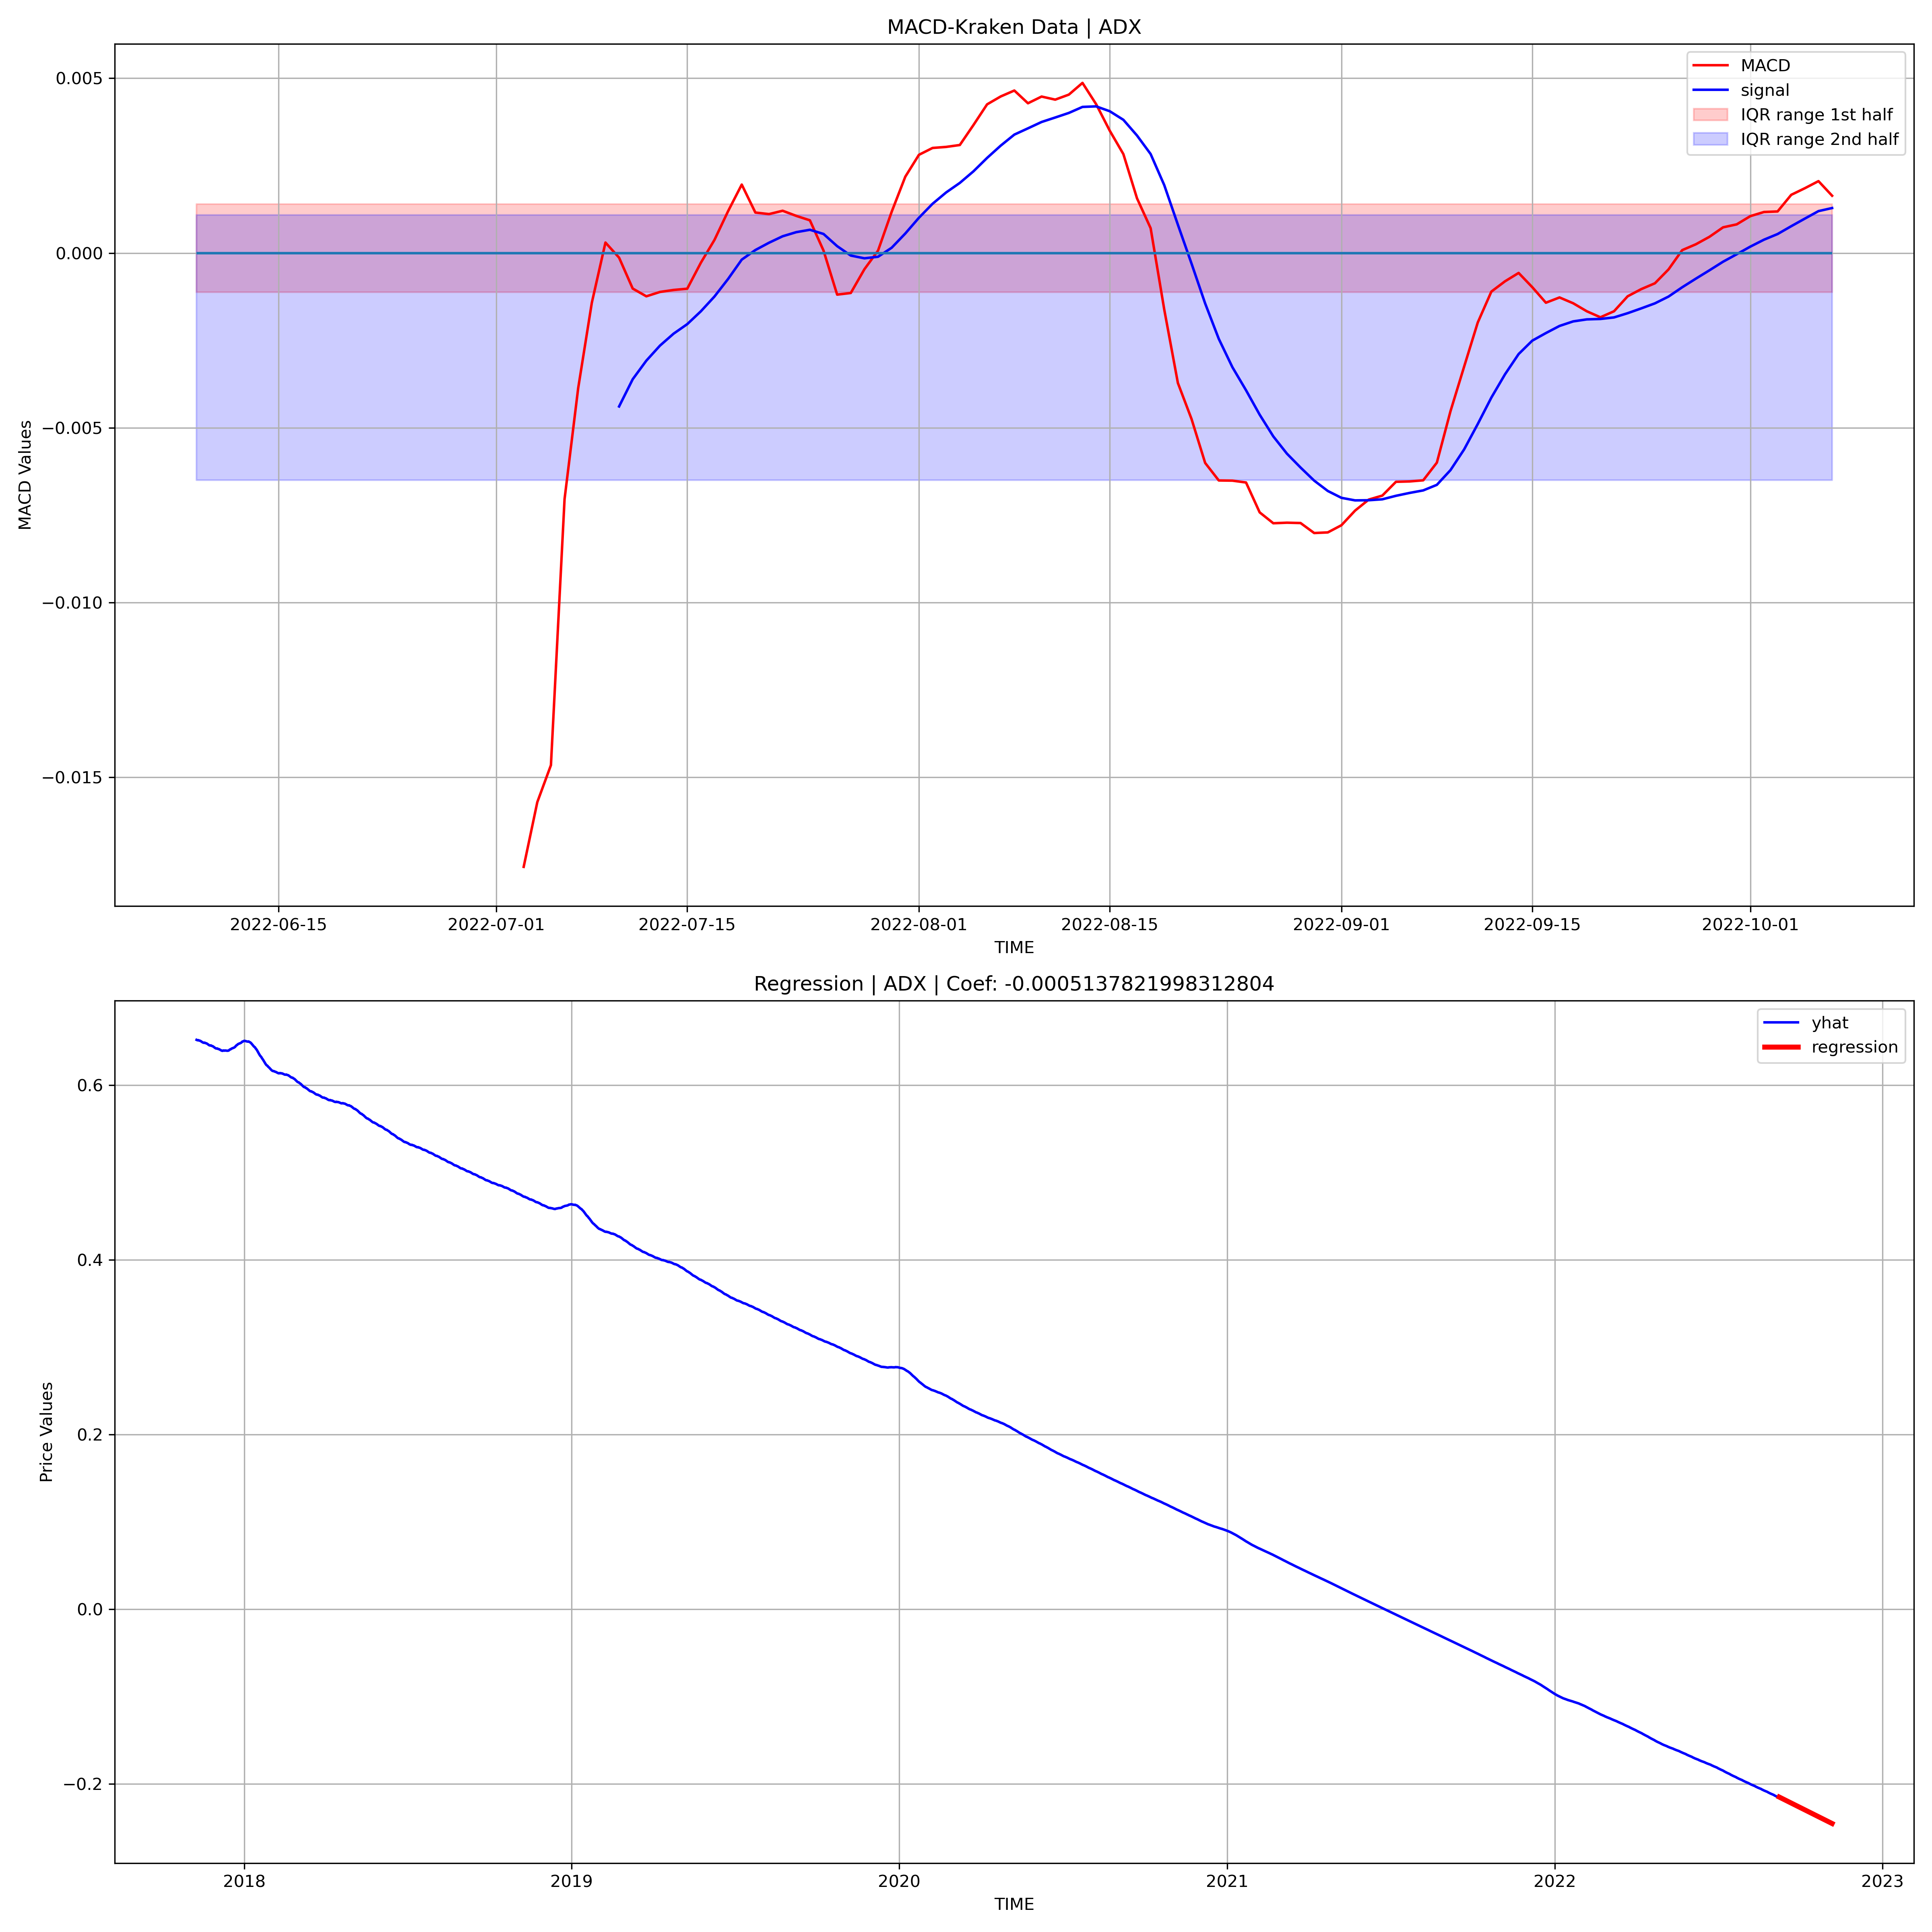 MACD-Kraken Data | ADX
MACD
signal
IQR range 1st half
IQR range 2nd half
0.005
0.000
−0.005
−0.010
−0.015
MACD Values
2022-06-15 2022-07-01 2022-07-15 2022-08-01 2022-08-15 2022-09-01 2022-09-15 2022-10-01
TIME
Regression | ADX | Coef: -0.0005137821998312804
yhat
regression
0.6
0.4
0.2
0.0
−0.2
Price Values
2018 2019 2020 2021 2022 2023
TIME